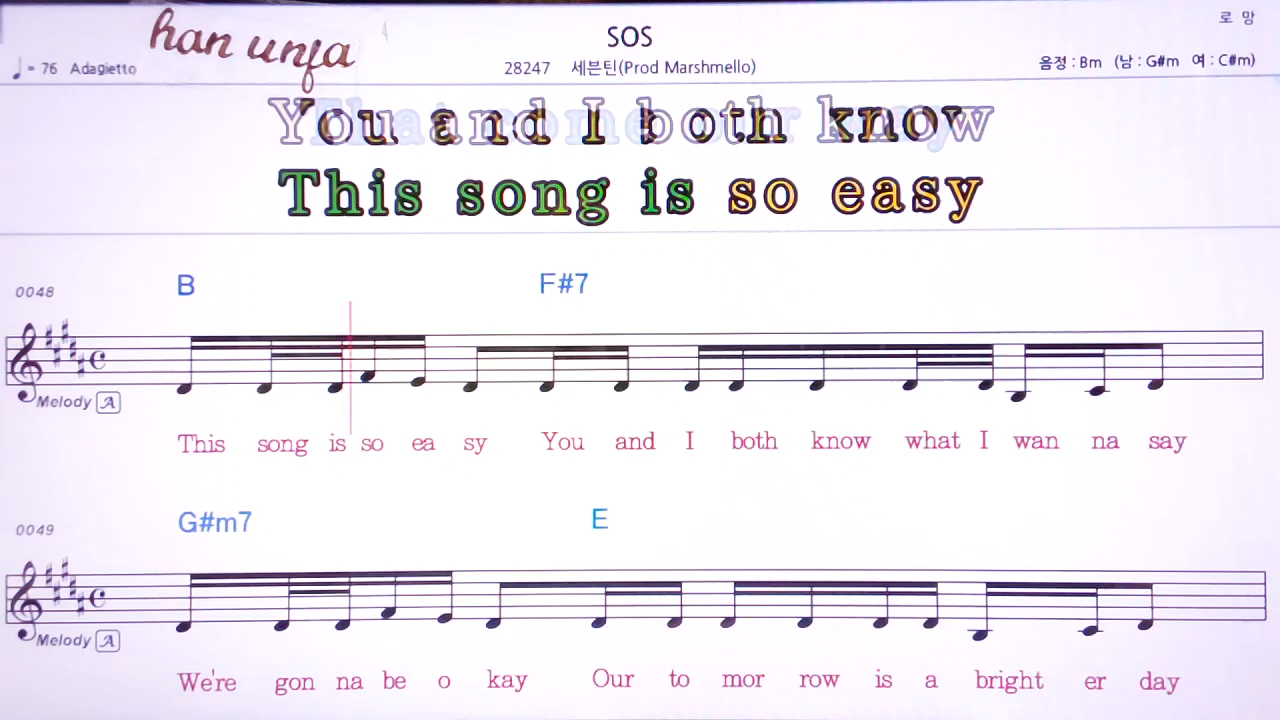 han unja
SOS
로 망
♩= 76 Adagietto
28247 세븐틴(Prod Marshmello)
음정 : Bm (남 : G#m 여 : C#m)
You and I both know
This song is so easy
0048
B F#7
Melody A
This song is so ea sy You and I both know what I wan na say
0049
G#m7 E
Melody A
We're gon na be o kay Our to mor row is a bright er day